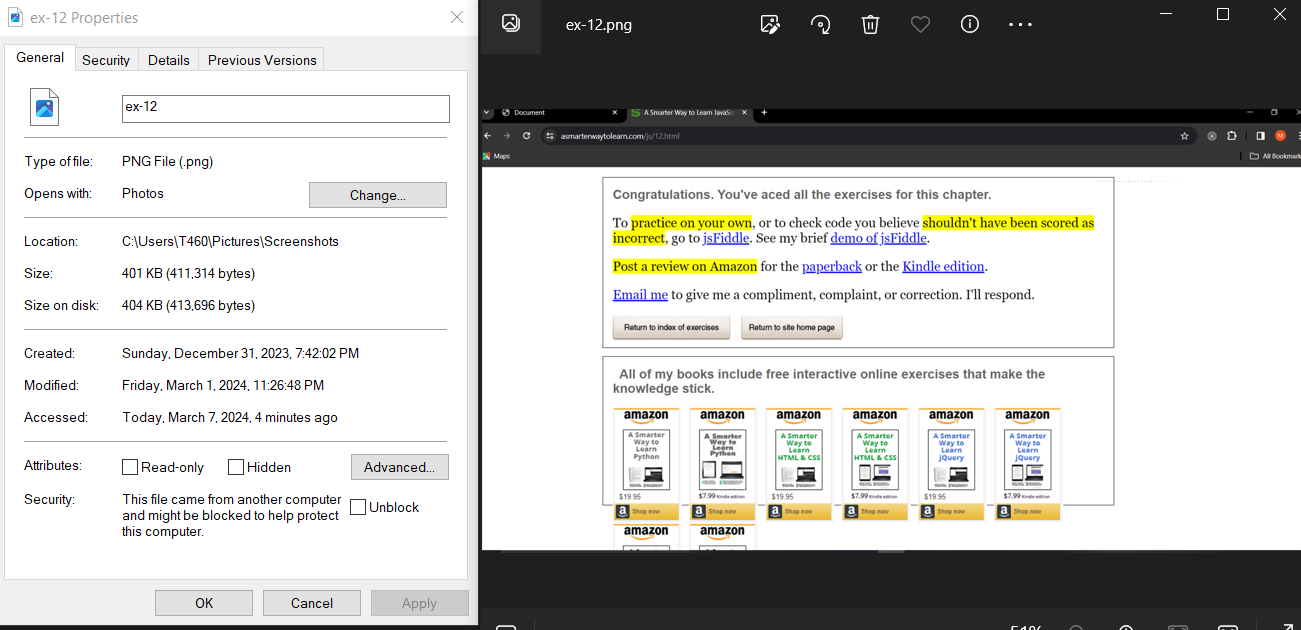 ex-12 Properties
General
Security
Details
Previous Versions
ex-12
Type of file:
PNG File (.png)
Opens with:
Photos
Change...
Location:
C:\Users\T460\Pictures\Screenshots
Size:
401 KB (411,314 bytes)
Size on disk:
404 KB (413,696 bytes)
Created:
Sunday, December 31, 2023, 7:42:02 PM
Modified:
Friday, March 1, 2024, 11:26:48 PM
Accessed:
Today, March 7, 2024, 4 minutes ago
Attributes:
Read-only
Hidden
Advanced...
Security:
This file came from another computer
and might be blocked to help protect
this computer.
Unblock
OK
Cancel
Apply
ex-12.png
Document
A Smarter Way to Learn JavaSc
asmarterwaytolearn.com/js/12.html
M
Maps
All Bookmark
Congratulations. You've aced all the exercises for this chapter.
To practice on your own, or to check code you believe shouldn't have been scored as
incorrect, go to jsFiddle. See my brief demo of jsFiddle.
Post a review on Amazon for the paperback or the Kindle edition.
Email me to give me a compliment, complaint, or correction. I'll respond.
Return to index of exercises
Return to site home page
All of my books include free interactive online exercises that make the
knowledge stick.
amazon
A Smarter
Way to
Learn
Python
$19.95
Shop now
amazon
A Smarter
Way to
Learn
Python
$7.99 Kindle edition
Shop now
amazon
A Smarter
Way to
Learn
HTML & CSS
$19.95
Shop now
amazon
A Smarter
Way to
Learn
HTML & CSS
$7.99 Kindle edition
Shop now
amazon
A Smarter
Way to
Learn
jQuery
$19.95
Shop now
amazon
A Smarter
Way to
Learn
jQuery
$7.99 Kindle edition
Shop now
amazon
amazon
51%